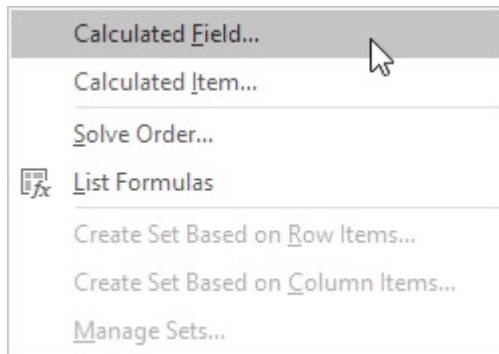 Calculated Field...
Calculated Item...
Solve Order...
fx List Formulas
Create Set Based on Row Items...
Create Set Based on Column Items...
Manage Sets...